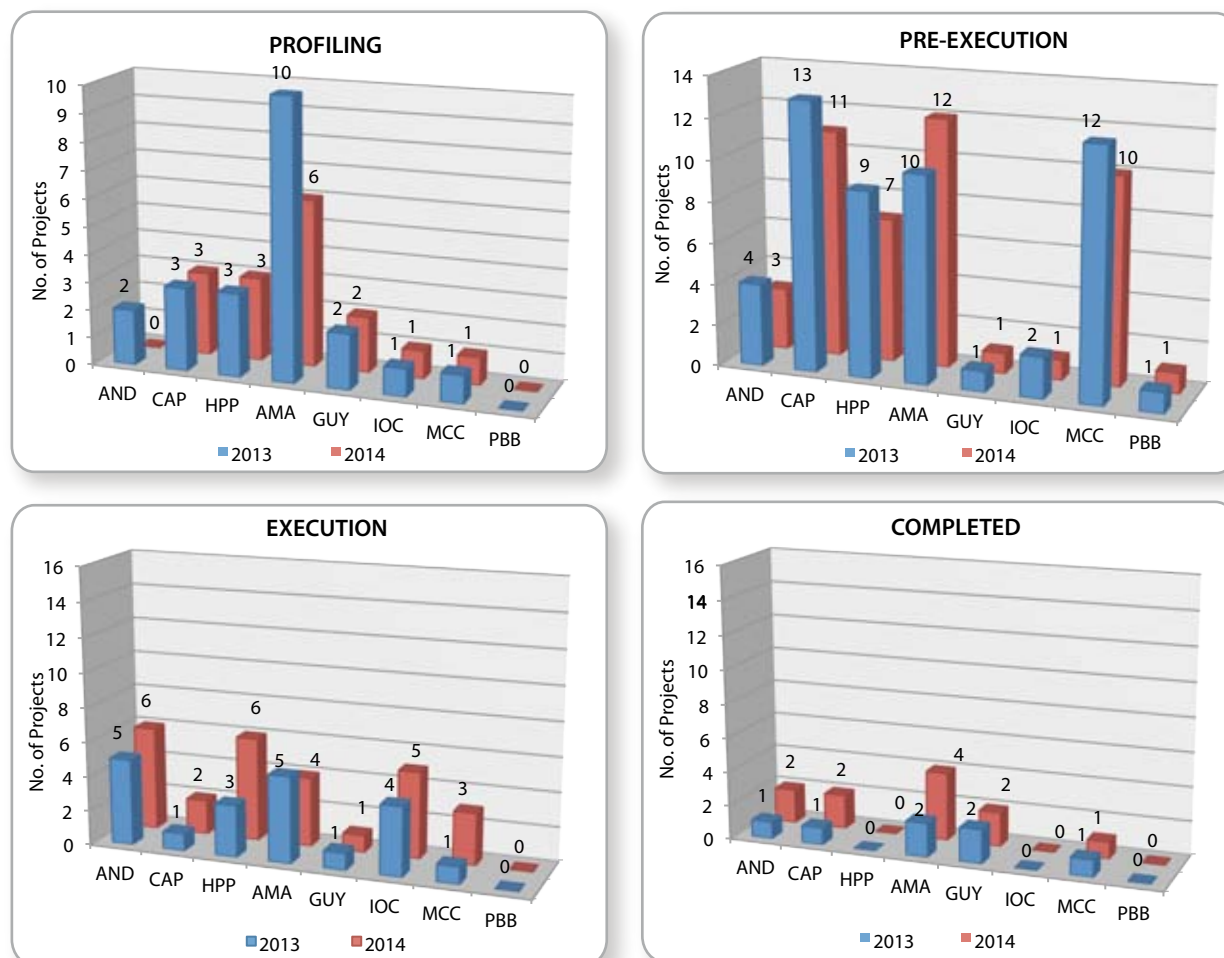 PROFILING
10
9
8
7
6
5
4
3
2
1
0
No. of Projects
2 0 3 3 3 3 10 6 2 2 1 1 1 1 0 0
AND CAP HPP AMA GUY IOC MCC PBB
2013 2014
PRE-EXECUTION
14
12
10
8
6
4
2
0
No. of Projects
4 3 13 11 9 7 10 12 1 1 2 1 12 10 1 1
AND CAP HPP AMA GUY IOC MCC PBB
2013 2014
EXECUTION
16
14
12
10
8
6
4
2
0
No. of Projects
5 6 1 2 3 6 5 4 1 1 4 5 1 3 0 0
AND CAP HPP AMA GUY IOC MCC PBB
2013 2014
COMPLETED
16
14
12
10
8
6
4
2
0
No. of Projects
1 2 1 2 0 0 2 4 2 2 0 0 1 1 0 0
AND CAP HPP AMA GUY IOC MCC PBB
2013 2014